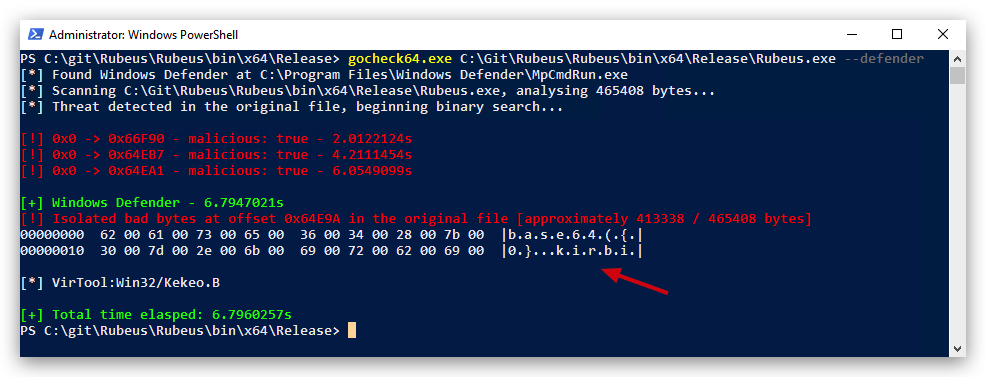 Administrator: Windows PowerShell
PS C:\git\Rubeus\Rubeus\bin\x64\Release> gocheck64.exe C:\Git\Rubeus\Rubeus\bin\x64\Release\Rubeus.exe --defender
[*] Found Windows Defender at C:\Program Files\Windows Defender\MpCmdRun.exe
[*] Scanning C:\Git\Rubeus\Rubeus\bin\x64\Release\Rubeus.exe, analysing 465408 bytes...
[*] Threat detected in the original file, beginning binary search...
[!] 0x0 -> 0x66F90 - malicious: true - 2.0122124s
[!] 0x0 -> 0x64EB7 - malicious: true - 4.2111454s
[!] 0x0 -> 0x64EA1 - malicious: true - 6.0549099s
[+] Windows Defender - 6.7947021s
[!] Isolated bad bytes at offset 0x64E9A in the original file [approximately 413338 / 465408 bytes]
00000000  62 00 61 00 73 00 65 00  36 00 34 00 28 00 7b 00  |b.a.s.e.6.4.(.{.|
00000010  30 00 7d 00 2e 00 6b 00  69 00 72 00 62 00 69 00  |0.}...k.i.r.b.i.|
[*] VirTool:Win32/Kekeo.B
[+] Total time elasped: 6.7960257s
PS C:\git\Rubeus\Rubeus\bin\x64\Release>